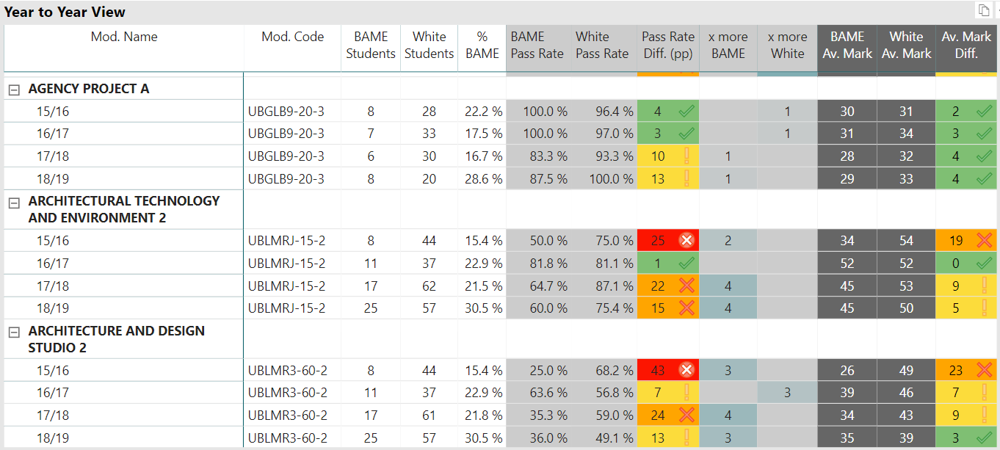 Year to Year View
Mod. Name Mod. Code BAME Students White Students % BAME BAME Pass Rate White Pass Rate Pass Rate Diff. (pp) x more BAME x more White BAME Av. Mark White Av. Mark Av. Mark Diff.
AGENCY PROJECT A
15/16 UBGLB9-20-3 8 28 22.2 % 100.0 % 96.4 % 4 1 30 31 2
16/17 UBGLB9-20-3 7 33 17.5 % 100.0 % 97.0 % 3 1 31 34 3
17/18 UBGLB9-20-3 6 30 16.7 % 83.3 % 93.3 % 10 1 28 32 4
18/19 UBGLB9-20-3 8 20 28.6 % 87.5 % 100.0 % 13 1 29 33 4
ARCHITECTURAL TECHNOLOGY
AND ENVIRONMENT 2
15/16 UBLMRJ-15-2 8 44 15.4 % 50.0 % 75.0 % 25 2 34 54 19
16/17 UBLMRJ-15-2 11 37 22.9 % 81.8 % 81.1 % 1 52 52 0
17/18 UBLMRJ-15-2 17 62 21.5 % 64.7 % 87.1 % 22 4 45 53 9
18/19 UBLMRJ-15-2 25 57 30.5 % 60.0 % 75.4 % 15 4 45 50 5
ARCHITECTURE AND DESIGN
STUDIO 2
15/16 UBLMR3-60-2 8 44 15.4 % 25.0 % 68.2 % 43 3 26 49 23
16/17 UBLMR3-60-2 11 37 22.9 % 63.6 % 56.8 % 7 3 39 46 7
17/18 UBLMR3-60-2 17 61 21.8 % 35.3 % 59.0 % 24 4 34 43 9
18/19 UBLMR3-60-2 25 57 30.5 % 36.0 % 49.1 % 13 3 35 39 3